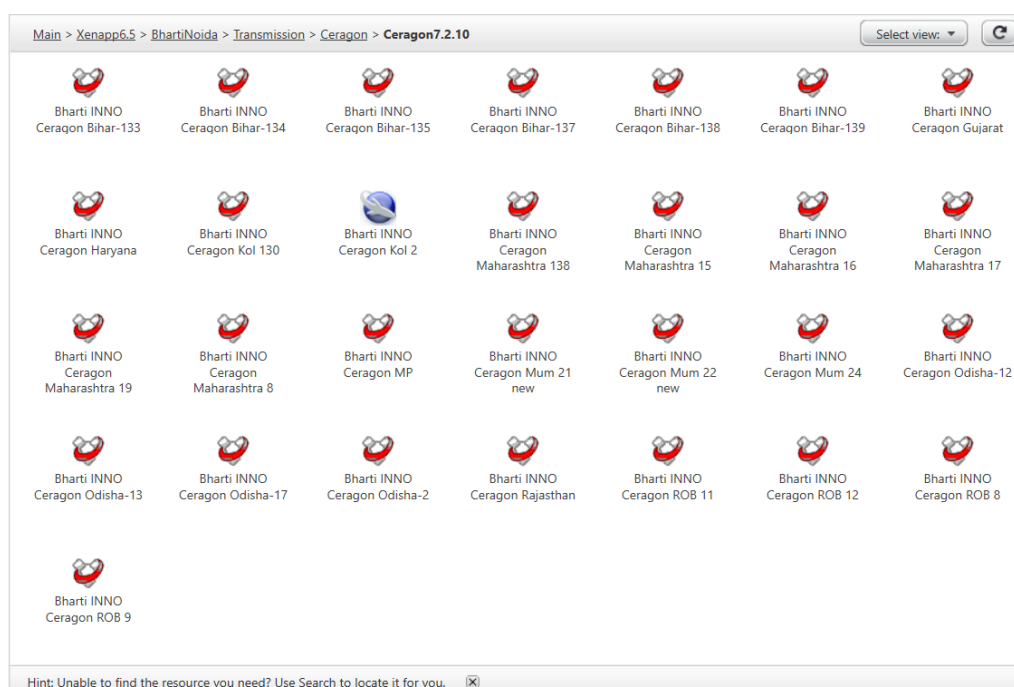 Main > Xenapp6.5 > BhartiNoida > Transmission > Ceragon > Ceragon7.2.10
Select view:
Bharti INNO
Ceragon Bihar-133
Bharti INNO
Ceragon Bihar-134
Bharti INNO
Ceragon Bihar-135
Bharti INNO
Ceragon Bihar-137
Bharti INNO
Ceragon Bihar-138
Bharti INNO
Ceragon Bihar-139
Bharti INNO
Ceragon Gujarat
Bharti INNO
Ceragon Haryana
Bharti INNO
Ceragon Kol 130
Bharti INNO
Ceragon Kol 2
Bharti INNO
Ceragon
Maharashtra 138
Bharti INNO
Ceragon
Maharashtra 15
Bharti INNO
Ceragon
Maharashtra 16
Bharti INNO
Ceragon
Maharashtra 17
Bharti INNO
Ceragon
Maharashtra 19
Bharti INNO
Ceragon
Maharashtra 8
Bharti INNO
Ceragon MP
Bharti INNO
Ceragon Mum 21
new
Bharti INNO
Ceragon Mum 22
new
Bharti INNO
Ceragon Mum 24
Bharti INNO
Ceragon Odisha-12
Bharti INNO
Ceragon Odisha-13
Bharti INNO
Ceragon Odisha-17
Bharti INNO
Ceragon Odisha-2
Bharti INNO
Ceragon Rajasthan
Bharti INNO
Ceragon ROB 11
Bharti INNO
Ceragon ROB 12
Bharti INNO
Ceragon ROB 8
Bharti INNO
Ceragon ROB 9
Hint: Unable to find the resource you need? Use Search to locate it for you.